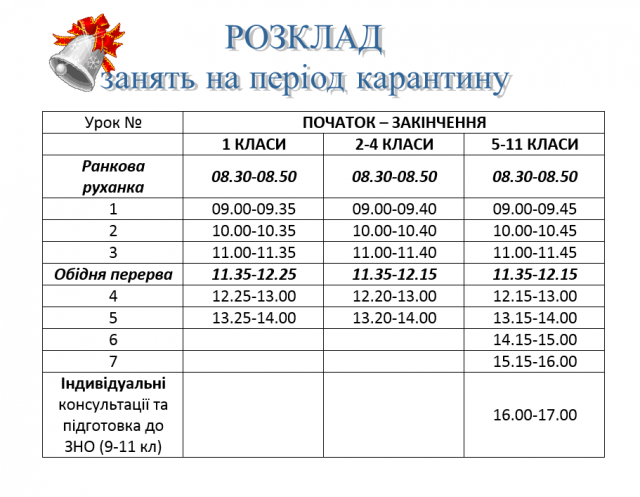 РОЗКЛАД
занять на період карантину
Урок № ПОЧАТОК – ЗАКІНЧЕННЯ
1 КЛАСИ 2-4 КЛАСИ 5-11 КЛАСИ
Ранкова
руханка 08.30-08.50 08.30-08.50 08.30-08.50
1 09.00-09.35 09.00-09.40 09.00-09.45
2 10.00-10.35 10.00-10.40 10.00-10.45
3 11.00-11.35 11.00-11.40 11.00-11.45
Обідня перерва 11.35-12.25 11.35-12.15 11.35-12.15
4 12.25-13.00 12.20-13.00 12.15-13.00
5 13.25-14.00 13.20-14.00 13.15-14.00
6 14.15-15.00
7 15.15-16.00
Індивідуальні
консультації та
підготовка до
ЗНО (9-11 кл) 16.00-17.00